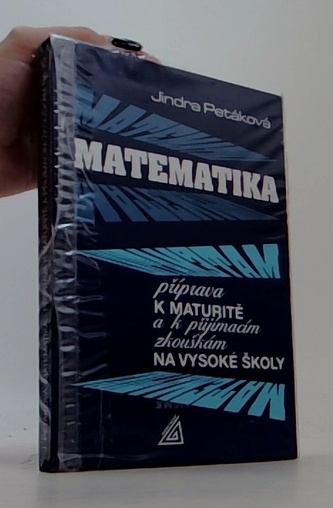 Jindra Petáková
MATEMATIKA
příprava
K MATURITĚ
a k přijímacím
zkouškám
NA VYSOKÉ ŠKOLY